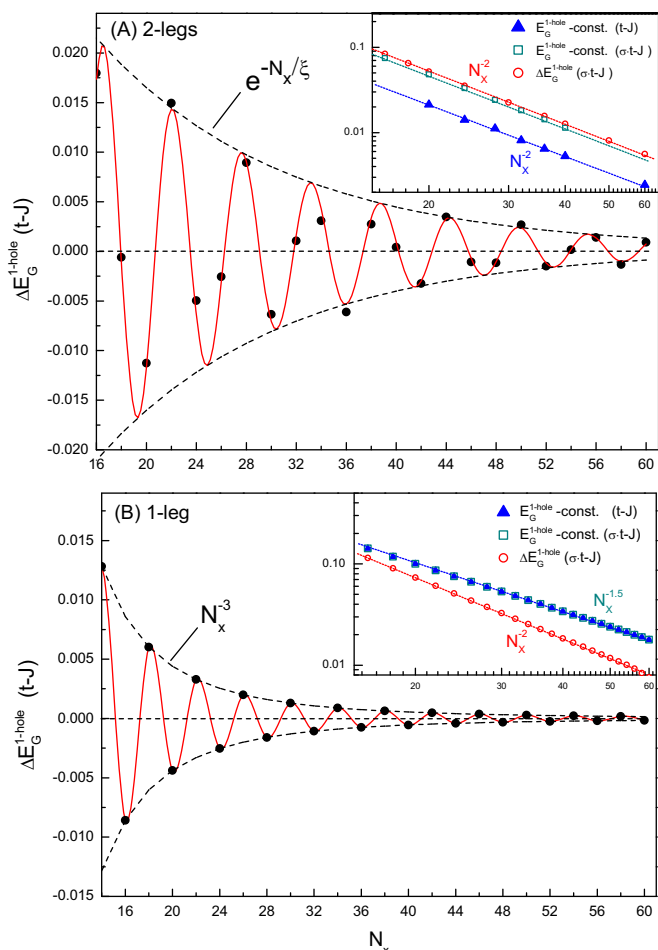 (A) 2-legs
e^{-N_x/ξ}
ΔE_G^{1-hole} (t-J)
0.020
0.015
0.010
0.005
0.000
-0.005
-0.010
-0.015
-0.020
16 20 24 28 32 36 40 44 48 52 56 60
E_G^{1-hole} -const. (t-J)
E_G^{1-hole} -const. (σ·t-J)
ΔE_G^{1-hole} (σ·t-J)
N_X^{-2}
N_X^{-2}
0.1
0.01
20 30 40 50 60
(B) 1-leg
N_x^{-3}
ΔE_G^{1-hole} (t-J)
0.015
0.010
0.005
0.000
-0.005
-0.010
-0.015
16 20 24 28 32 36 40 44 48 52 56 60
N_x
E_G^{1-hole} -const. (t-J)
E_G^{1-hole} -const. (σ·t-J)
ΔE_G^{1-hole} (σ·t-J)
N_X^{-1.5}
N_X^{-2}
0.10
0.01
20 30 40 50 60